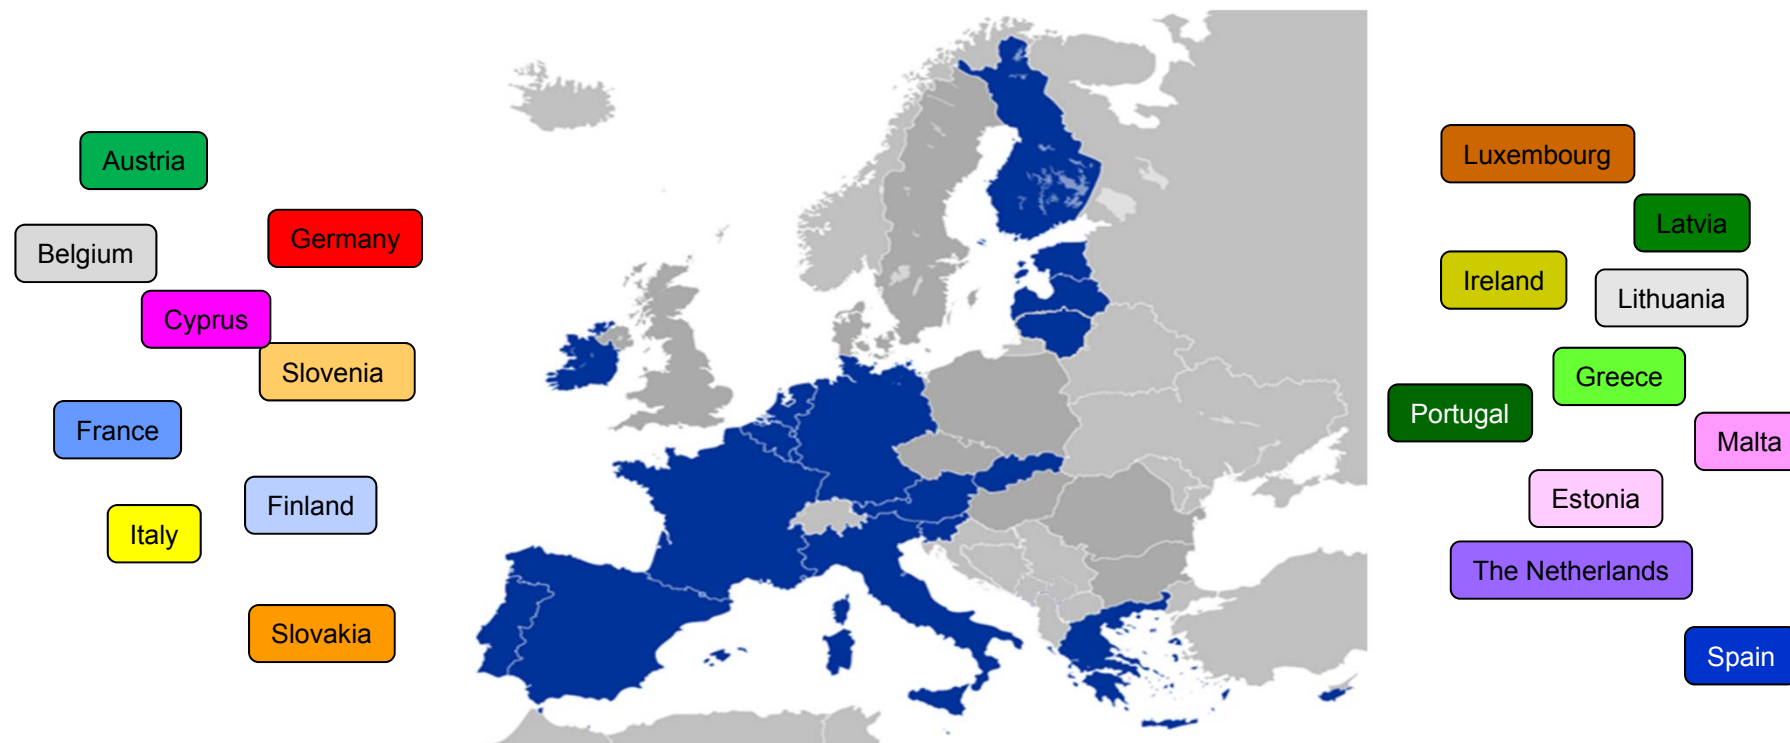 Austria
Belgium
Germany
Cyprus
Slovenia
France
Finland
Italy
Slovakia
Luxembourg
Latvia
Ireland
Lithuania
Greece
Portugal
Malta
Estonia
The Netherlands
Spain